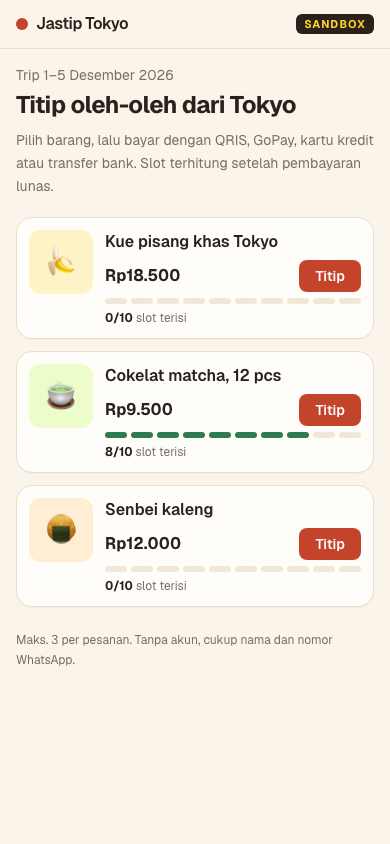 Jastip Tokyo
SANDBOX
Trip 1–5 Desember 2026
Titip oleh-oleh dari Tokyo
Pilih barang, lalu bayar dengan QRIS, GoPay, kartu kredit
atau transfer bank. Slot terhitung setelah pembayaran
lunas.
Kue pisang khas Tokyo
Rp18.500
Titip
0/10 slot terisi
Cokelat matcha, 12 pcs
Rp9.500
Titip
8/10 slot terisi
Senbei kaleng
Rp12.000
Titip
0/10 slot terisi
Maks. 3 per pesanan. Tanpa akun, cukup nama dan nomor
WhatsApp.